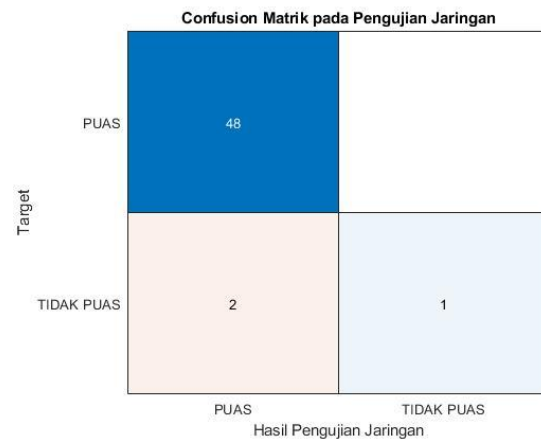 Confusion Matrik pada Pengujian Jaringan
PUAS
48
Target
TIDAK PUAS
2
1
PUAS
TIDAK PUAS
Hasil Pengujian Jaringan